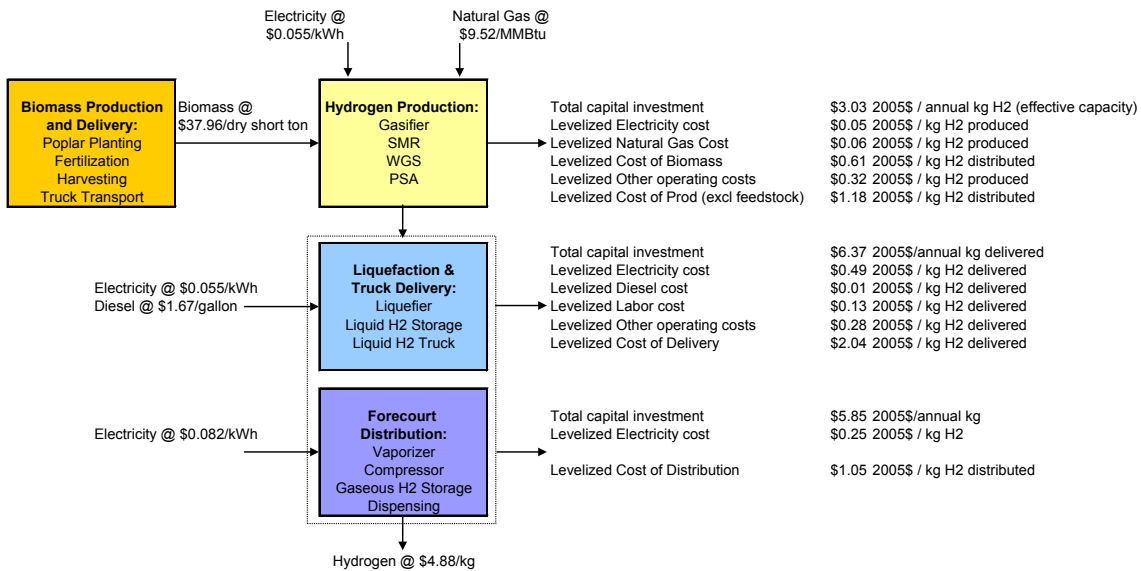 Electricity @
$0.055/kWh
Natural Gas @
$9.52/MMBtu
Biomass Production
and Delivery:
Poplar Planting
Fertilization
Harvesting
Truck Transport
Biomass @
$37.96/dry short ton
Hydrogen Production:
Gasifier
SMR
WGS
PSA
Total capital investment $3.03 2005$ / annual kg H2 (effective capacity)
Levelized Electricity cost $0.05 2005$ / kg H2 produced
Levelized Natural Gas Cost $0.06 2005$ / kg H2 produced
Levelized Cost of Biomass $0.61 2005$ / kg H2 distributed
Levelized Other operating costs $0.32 2005$ / kg H2 produced
Levelized Cost of Prod (excl feedstock) $1.18 2005$ / kg H2 distributed
Electricity @ $0.055/kWh
Diesel @ $1.67/gallon
Liquefaction &
Truck Delivery:
Liquefier
Liquid H2 Storage
Liquid H2 Truck
Total capital investment $6.37 2005$/annual kg delivered
Levelized Electricity cost $0.49 2005$ / kg H2 delivered
Levelized Diesel cost $0.01 2005$ / kg H2 delivered
Levelized Labor cost $0.13 2005$ / kg H2 delivered
Levelized Other operating costs $0.28 2005$ / kg H2 delivered
Levelized Cost of Delivery $2.04 2005$ / kg H2 delivered
Electricity @ $0.082/kWh
Forecourt
Distribution:
Vaporizer
Compressor
Gaseous H2 Storage
Dispensing
Total capital investment $5.85 2005$/annual kg
Levelized Electricity cost $0.25 2005$ / kg H2
Levelized Cost of Distribution $1.05 2005$ / kg H2 distributed
Hydrogen @ $4.88/kg